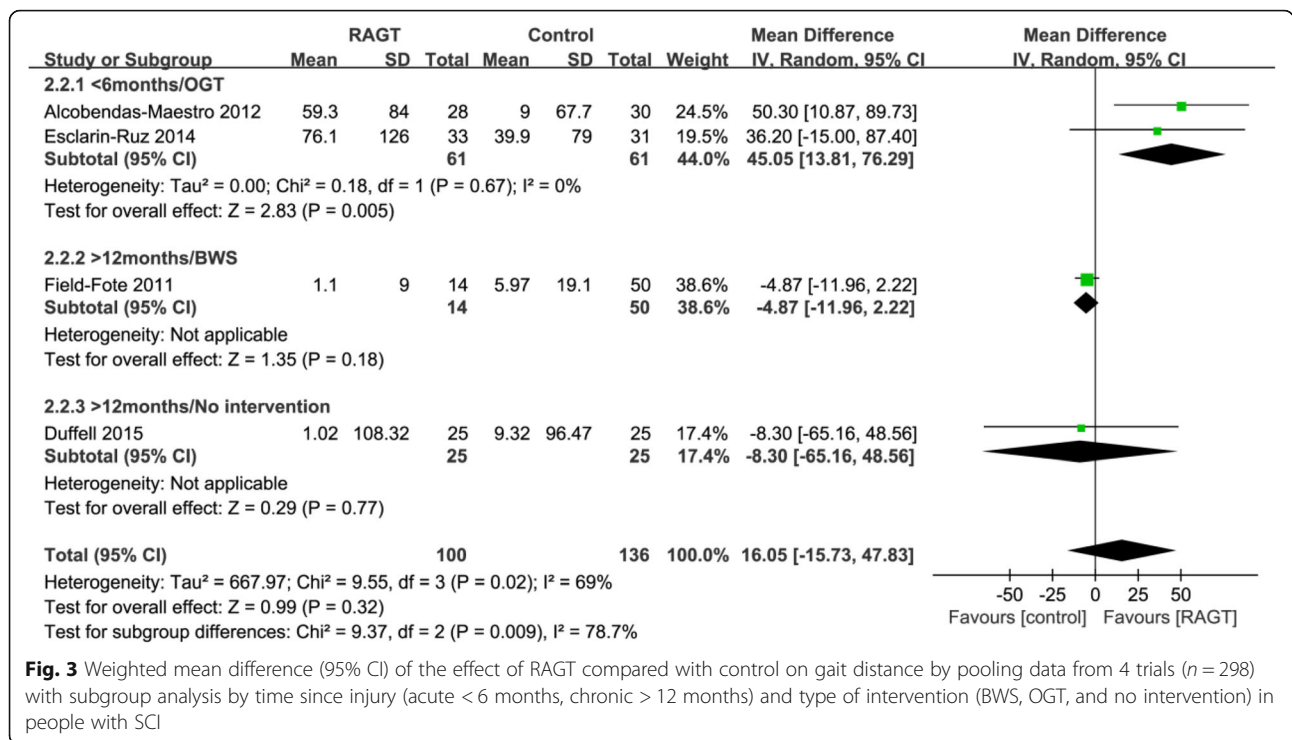 RAGT Control Mean Difference Mean Difference
Study or Subgroup Mean SD Total Mean SD Total Weight IV, Random, 95% CI IV, Random, 95% CI
2.2.1 <6months/OGT
Alcobendas-Maestro 2012 59.3 84 28 9 67.7 30 24.5% 50.30 [10.87, 89.73]
Esclarin-Ruz 2014 76.1 126 33 39.9 79 31 19.5% 36.20 [-15.00, 87.40]
Subtotal (95% CI) 61 61 44.0% 45.05 [13.81, 76.29]
Heterogeneity: Tau² = 0.00; Chi² = 0.18, df = 1 (P = 0.67); I² = 0%
Test for overall effect: Z = 2.83 (P = 0.005)
2.2.2 >12months/BWS
Field-Fote 2011 1.1 9 14 5.97 19.1 50 38.6% -4.87 [-11.96, 2.22]
Subtotal (95% CI) 14 50 38.6% -4.87 [-11.96, 2.22]
Heterogeneity: Not applicable
Test for overall effect: Z = 1.35 (P = 0.18)
2.2.3 >12months/No intervention
Duffell 2015 1.02 108.32 25 9.32 96.47 25 17.4% -8.30 [-65.16, 48.56]
Subtotal (95% CI) 25 25 17.4% -8.30 [-65.16, 48.56]
Heterogeneity: Not applicable
Test for overall effect: Z = 0.29 (P = 0.77)
Total (95% CI) 100 136 100.0% 16.05 [-15.73, 47.83]
Heterogeneity: Tau² = 667.97; Chi² = 9.55, df = 3 (P = 0.02); I² = 69%
Test for overall effect: Z = 0.99 (P = 0.32)
Test for subgroup differences: Chi² = 9.37, df = 2 (P = 0.009), I² = 78.7%
-50 -25 0 25 50
Favours [control] Favours [RAGT]
Fig. 3 Weighted mean difference (95% CI) of the effect of RAGT compared with control on gait distance by pooling data from 4 trials (n = 298)
with subgroup analysis by time since injury (acute < 6 months, chronic > 12 months) and type of intervention (BWS, OGT, and no intervention) in
people with SCI